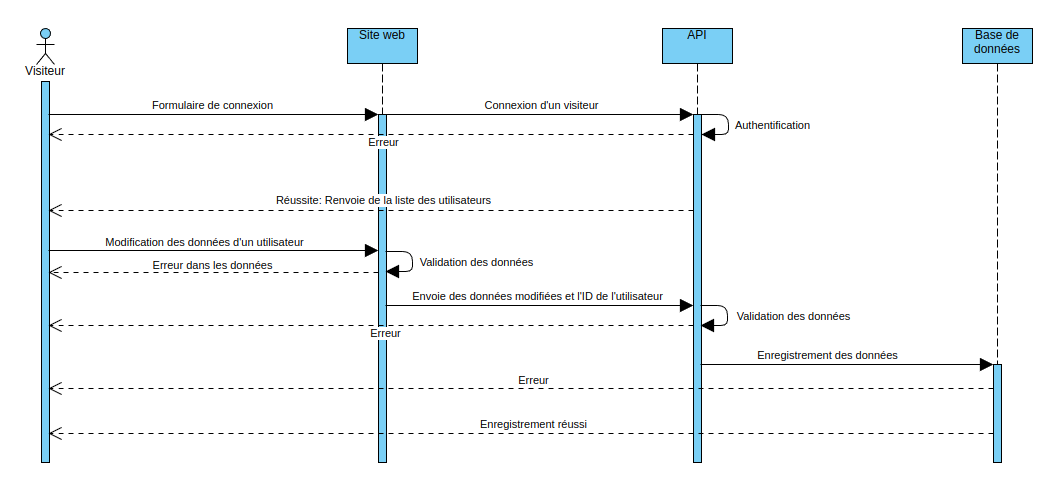 Visiteur
Site web
API
Base de
données
Formulaire de connexion
Connexion d'un visiteur
Authentification
Erreur
Réussite: Renvoie de la liste des utilisateurs
Modification des données d'un utilisateur
Validation des données
Erreur dans les données
Envoie des données modifiées et l'ID de l'utilisateur
Validation des données
Erreur
Enregistrement des données
Erreur
Enregistrement réussi